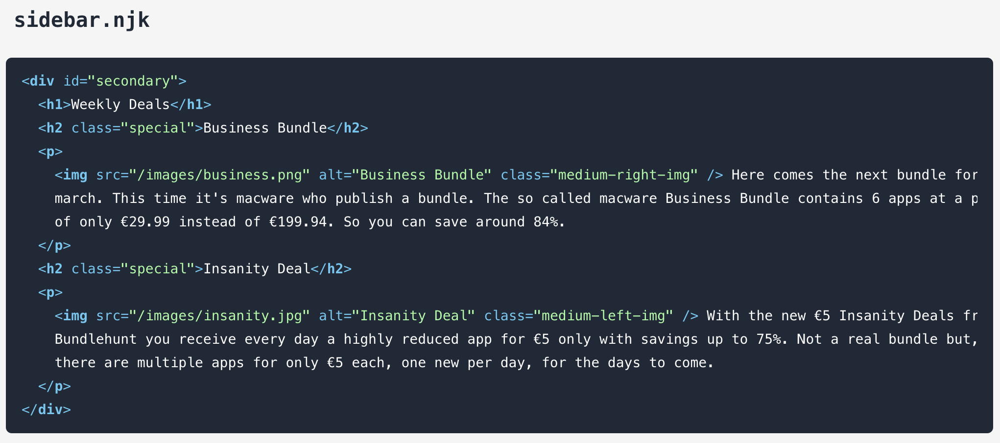 sidebar.njk
<div id="secondary">
<h1>Weekly Deals</h1>
<h2 class="special">Business Bundle</h2>
<p>
<img src="/images/business.png" alt="Business Bundle" class="medium-right-img" /> Here comes the next bundle for
march. This time it's macware who publish a bundle. The so called macware Business Bundle contains 6 apps at a
of only €29.99 instead of €199.94. So you can save around 84%.
</p>
<h2 class="special">Insanity Deal</h2>
<p>
<img src="/images/insanity.jpg" alt="Insanity Deal" class="medium-left-img" /> With the new €5 Insanity Deals
Bundlehunt you receive every day a highly reduced app for €5 only with savings up to 75%. Not a real bundle but,
there are multiple apps for only €5 each, one new per day, for the days to come.
</p>
</div>